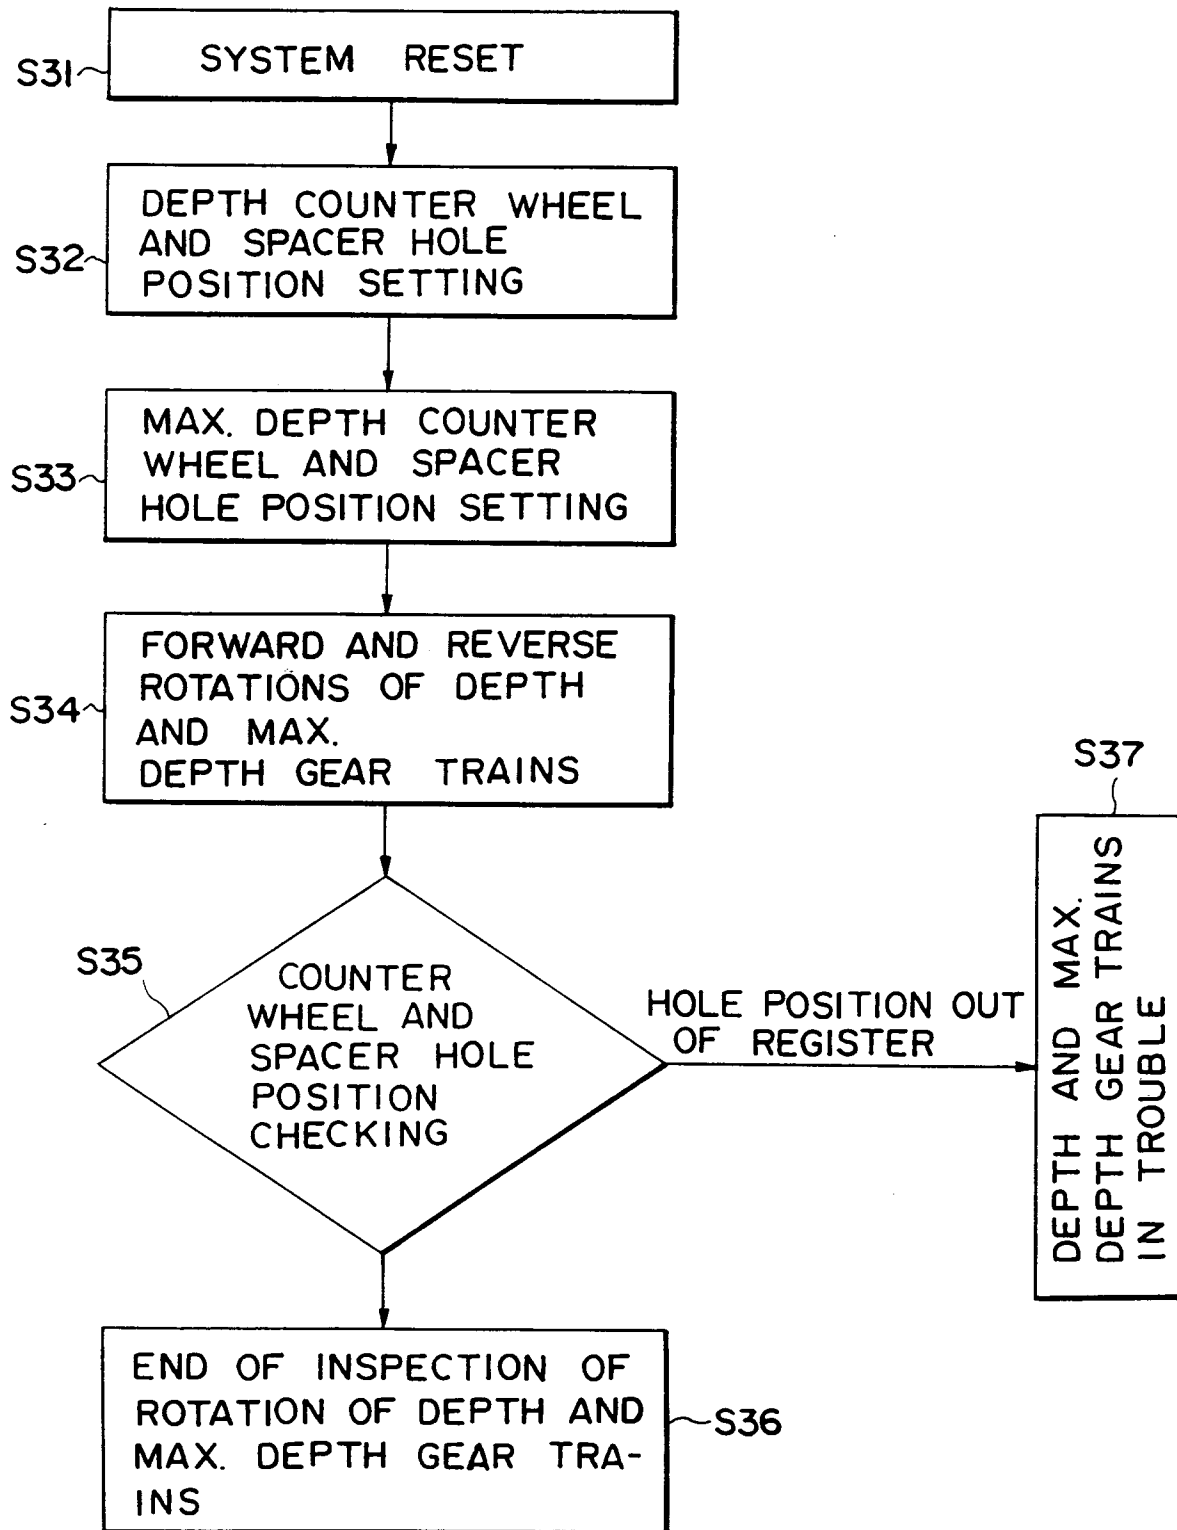 S31
SYSTEM RESET
S32
DEPTH COUNTER WHEEL
AND SPACER HOLE
POSITION SETTING
S33
MAX. DEPTH COUNTER
WHEEL AND SPACER
HOLE POSITION SETTING
S34
FORWARD AND REVERSE
ROTATIONS OF DEPTH
AND MAX.
DEPTH GEAR TRAINS
S35
COUNTER
WHEEL AND
SPACER HOLE
POSITION
CHECKING
HOLE POSITION OUT
OF REGISTER
S37
DEPTH AND MAX.
DEPTH GEAR TRAINS
IN TROUBLE
END OF INSPECTION OF
ROTATION OF DEPTH AND
MAX. DEPTH GEAR TRA-
INS
S36